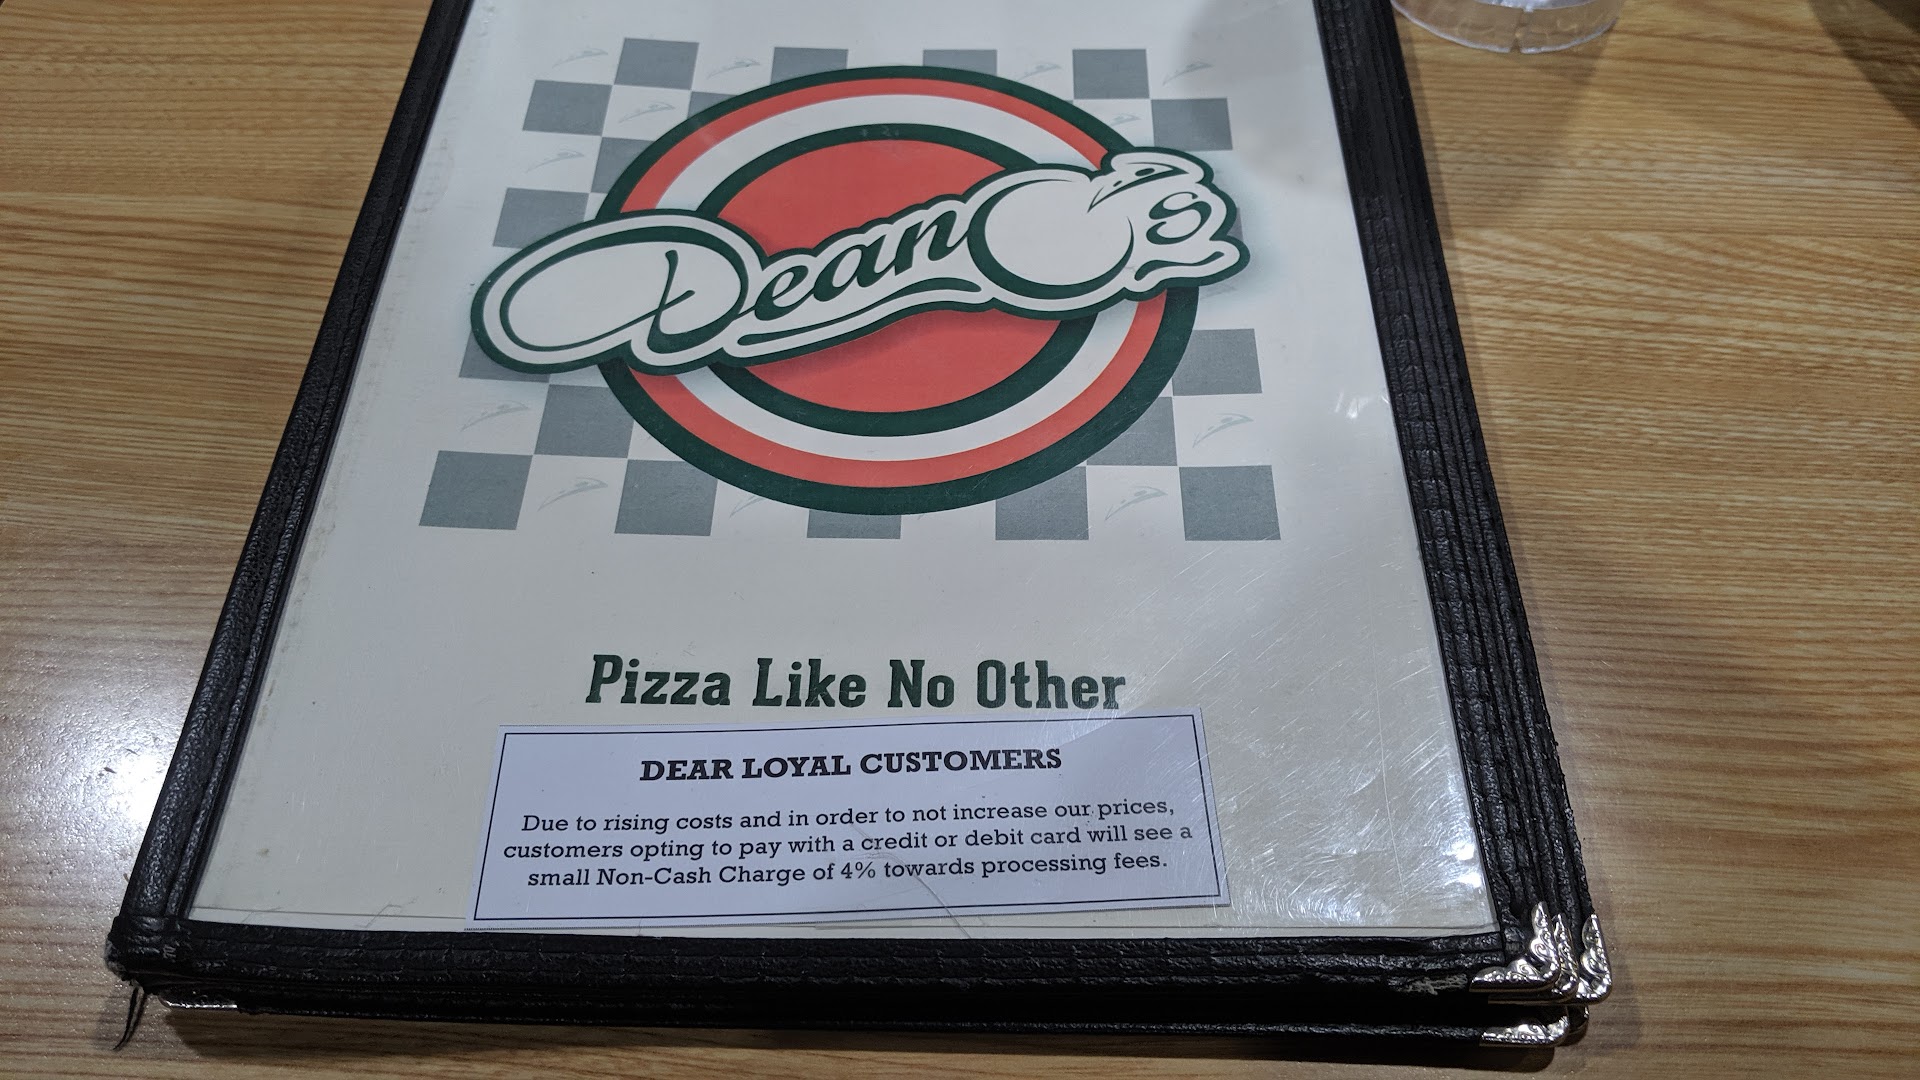 DeanO's
Pizza Like No Other
DEAR LOYAL CUSTOMERS
Due to rising costs and in order to not increase our prices,
customers opting to pay with a credit or debit card will see a
small Non-Cash Charge of 4% towards processing fees.